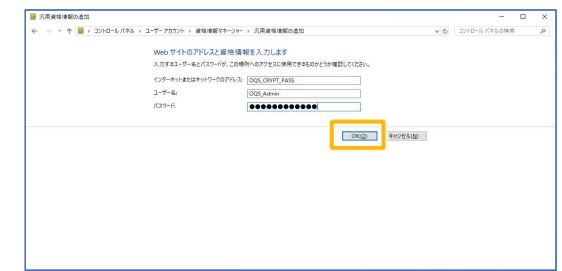 汎用資格情報の追加
コントロール パネル › ユーザー アカウント › 資格情報マネージャー › 汎用資格情報の追加
コントロール パネルの検索
Web サイトのアドレスと資格情報を入力します
入力するユーザー名とパスワードが、この場所へのアクセスに使用できるものかどうか確認してください。
インターネットまたはネットワークのアドレス: OQS_CRYPT_PASS
ユーザー名: OQS_Admin
パスワード: ●●●●●●●●●●●●
OK(O) キャンセル(N)